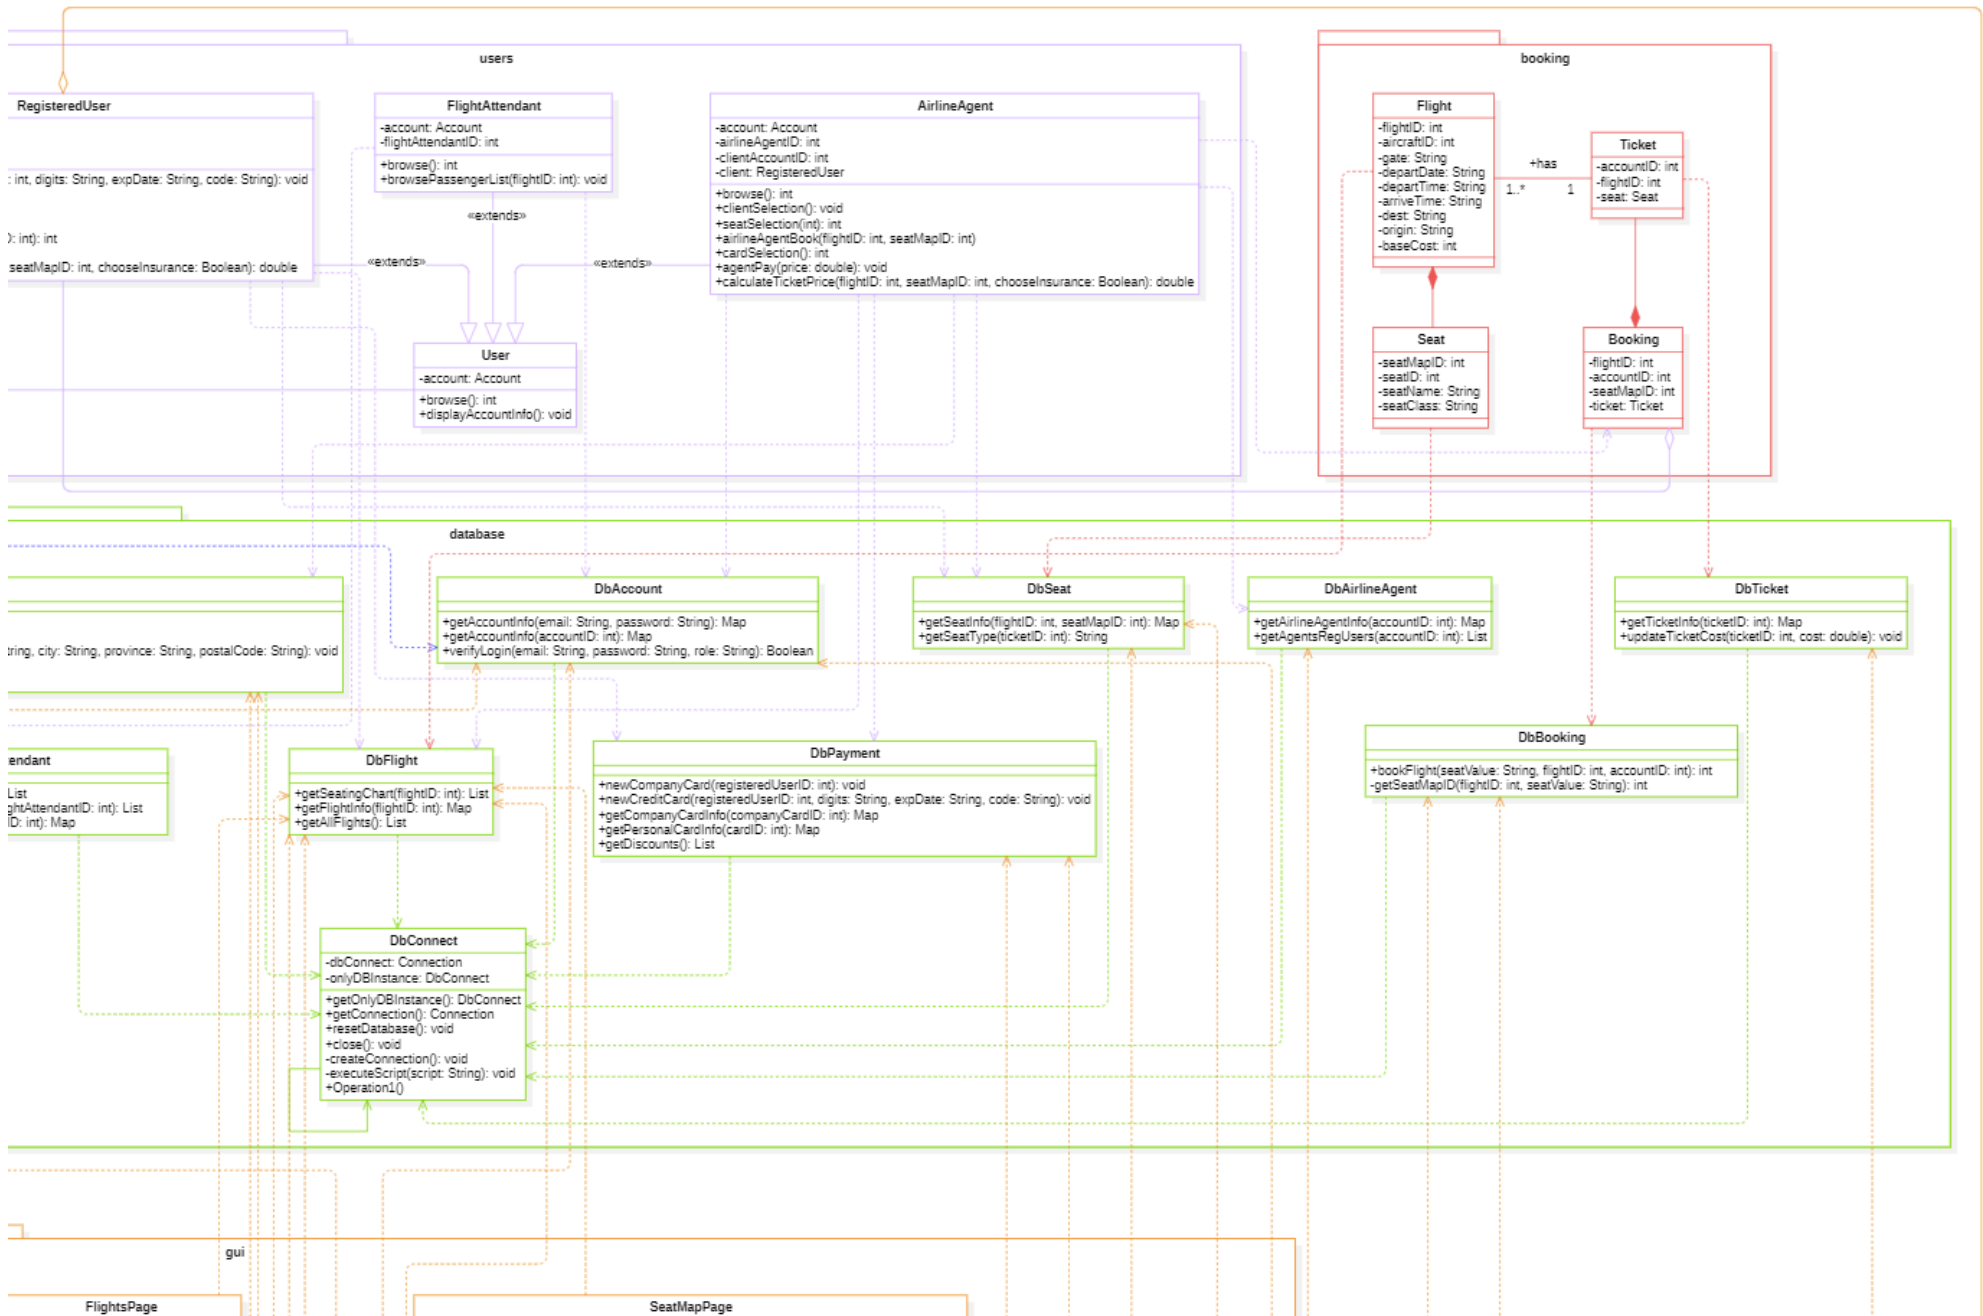 users
booking
RegisteredUser
: int, digits: String, expDate: String, code: String): void
D: int): int
seatMapID: int, chooseInsurance: Boolean): double
FlightAttendant
-account: Account
-flightAttendantID: int
+browse(): int
+browsePassengerList(flightID: int): void
AirlineAgent
-account: Account
-airlineAgentID: int
-clientAccountID: int
-client: RegisteredUser
+browse(): int
+clientSelection(): void
+seatSelection(int): int
+airlineAgentBook(flightID: int, seatMapID: int)
+cardSelection(): int
+agentPay(price: double): void
+calculateTicketPrice(flightID: int, seatMapID: int, chooseInsurance: Boolean): double
«extends»
«extends»
«extends»
User
-account: Account
+browse(): int
+displayAccountInfo(): void
Flight
-flightID: int
-aircraftID: int
-gate: String
-departDate: String
-departTime: String
-arriveTime: String
-dest: String
-origin: String
-baseCost: int
+has
1..*
1
Ticket
-accountID: int
-flightID: int
-seat: Seat
Seat
-seatMapID: int
-seatID: int
-seatName: String
-seatClass: String
Booking
-flightID: int
-accountID: int
-seatMapID: int
-ticket: Ticket
database
tring, city: String, province: String, postalCode: String): void
DbAccount
+getAccountInfo(email: String, password: String): Map
+getAccountInfo(accountID: int): Map
+verifyLogin(email: String, password: String, role: String): Boolean
DbSeat
+getSeatInfo(flightID: int, seatMapID: int): Map
+getSeatType(ticketID: int): String
DbAirlineAgent
+getAirlineAgentInfo(accountID: int): Map
+getAgentsRegUsers(accountID: int): List
DbTicket
+getTicketInfo(ticketID: int): Map
+updateTicketCost(ticketID: int, cost: double): void
endant
List
ghtAttendantID: int): List
ID: int): Map
DbFlight
+getSeatingChart(flightID: int): List
+getFlightInfo(flightID: int): Map
+getAllFlights(): List
DbPayment
+newCompanyCard(registeredUserID: int): void
+newCreditCard(registeredUserID: int, digits: String, expDate: String, code: String): void
+getCompanyCardInfo(companyCardID: int): Map
+getPersonalCardInfo(cardID: int): Map
+getDiscounts(): List
DbBooking
+bookFlight(seatValue: String, flightID: int, accountID: int): int
-getSeatMapID(flightID: int, seatValue: String): int
DbConnect
-dbConnect: Connection
-onlyDBInstance: DbConnect
+getOnlyDBInstance(): DbConnect
+getConnection(): Connection
+resetDatabase(): void
+close(): void
-createConnection(): void
-executeScript(script: String): void
+Operation1()
gui
FlightsPage
SeatMapPage